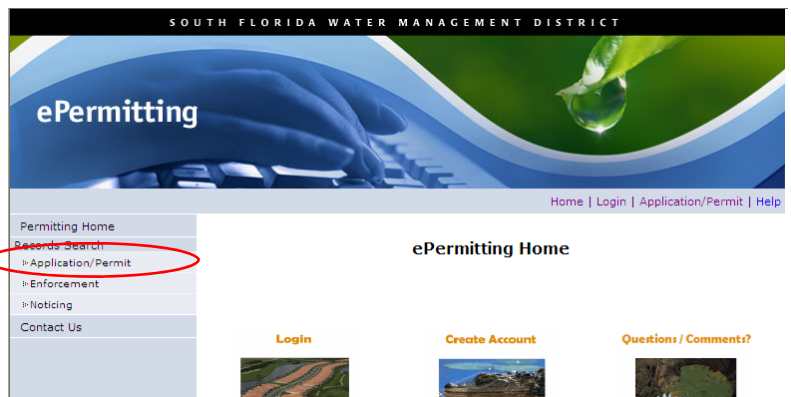 SOUTH FLORIDA WATER MANAGEMENT DISTRICT
ePermitting
Home | Login | Application/Permit | Help
Permitting Home
Records Search
Application/Permit
Enforcement
Noticing
Contact Us
ePermitting Home
Login
Create Account
Questions / Comments?